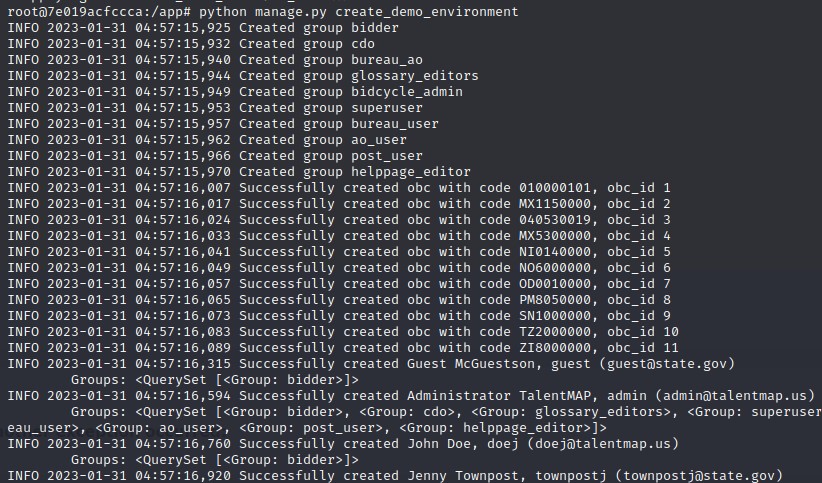 root@7e019acfccca:/app# python manage.py create_demo_environment
INFO 2023-01-31 04:57:15,925 Created group bidder
INFO 2023-01-31 04:57:15,932 Created group cdo
INFO 2023-01-31 04:57:15,940 Created group bureau_ao
INFO 2023-01-31 04:57:15,944 Created group glossary_editors
INFO 2023-01-31 04:57:15,949 Created group bidcycle_admin
INFO 2023-01-31 04:57:15,953 Created group superuser
INFO 2023-01-31 04:57:15,957 Created group bureau_user
INFO 2023-01-31 04:57:15,962 Created group ao_user
INFO 2023-01-31 04:57:15,966 Created group post_user
INFO 2023-01-31 04:57:15,970 Created group helppage_editor
INFO 2023-01-31 04:57:16,007 Successfully created obc with code 010000101, obc_id 1
INFO 2023-01-31 04:57:16,017 Successfully created obc with code MX1150000, obc_id 2
INFO 2023-01-31 04:57:16,024 Successfully created obc with code 040530019, obc_id 3
INFO 2023-01-31 04:57:16,033 Successfully created obc with code MX5300000, obc_id 4
INFO 2023-01-31 04:57:16,041 Successfully created obc with code NI0140000, obc_id 5
INFO 2023-01-31 04:57:16,049 Successfully created obc with code NO6000000, obc_id 6
INFO 2023-01-31 04:57:16,057 Successfully created obc with code OD0010000, obc_id 7
INFO 2023-01-31 04:57:16,065 Successfully created obc with code PM8050000, obc_id 8
INFO 2023-01-31 04:57:16,073 Successfully created obc with code SN1000000, obc_id 9
INFO 2023-01-31 04:57:16,083 Successfully created obc with code TZ2000000, obc_id 10
INFO 2023-01-31 04:57:16,089 Successfully created obc with code ZI8000000, obc_id 11
INFO 2023-01-31 04:57:16,315 Successfully created Guest McGuestson, guest (guest@state.gov)
Groups: <QuerySet [<Group: bidder>]>
INFO 2023-01-31 04:57:16,594 Successfully created Administrator TalentMAP, admin (admin@talentmap.us)
Groups: <QuerySet [<Group: bidder>, <Group: cdo>, <Group: glossary_editors>, <Group: superuser
eau_user>, <Group: ao_user>, <Group: post_user>, <Group: helppage_editor>]>
INFO 2023-01-31 04:57:16,760 Successfully created John Doe, doej (doej@talentmap.us)
Groups: <QuerySet [<Group: bidder>]>
INFO 2023-01-31 04:57:16,920 Successfully created Jenny Townpost, townpostj (townpostj@state.gov)